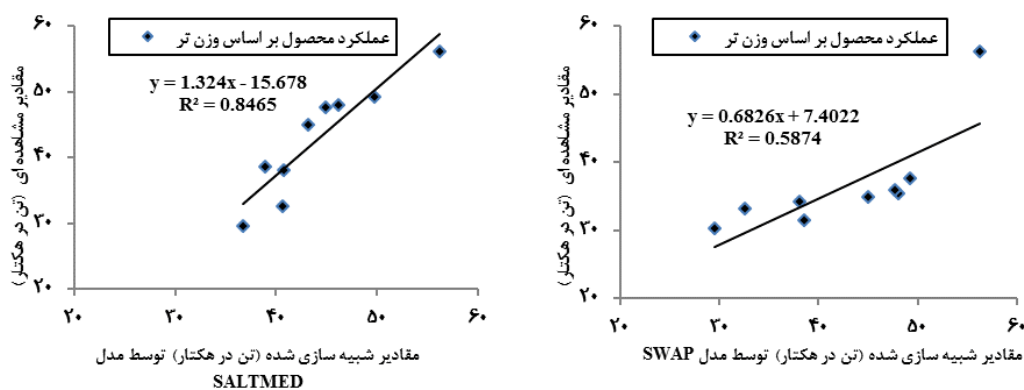 عملکرد محصول بر اساس وزن تر
y = 1.324x - 15.678
R² = 0.8465
مقادیر مشاهده ای (تن در هکتار)
۶۰
۵۰
۴۰
۳۰
۲۰
۲۰ ۳۰ ۴۰ ۵۰ ۶۰
مقادیر شبیه سازی شده (تن در هکتار) توسط مدل
SALTMED
عملکرد محصول بر اساس وزن تر
y = 0.6826x + 7.4022
R² = 0.5874
مقادیر مشاهده ای (تن در هکتار)
۶۰
۵۰
۴۰
۳۰
۲۰
۲۰ ۳۰ ۴۰ ۵۰ ۶۰
مقادیر شبیه سازی شده (تن در هکتار) توسط مدل SWAP